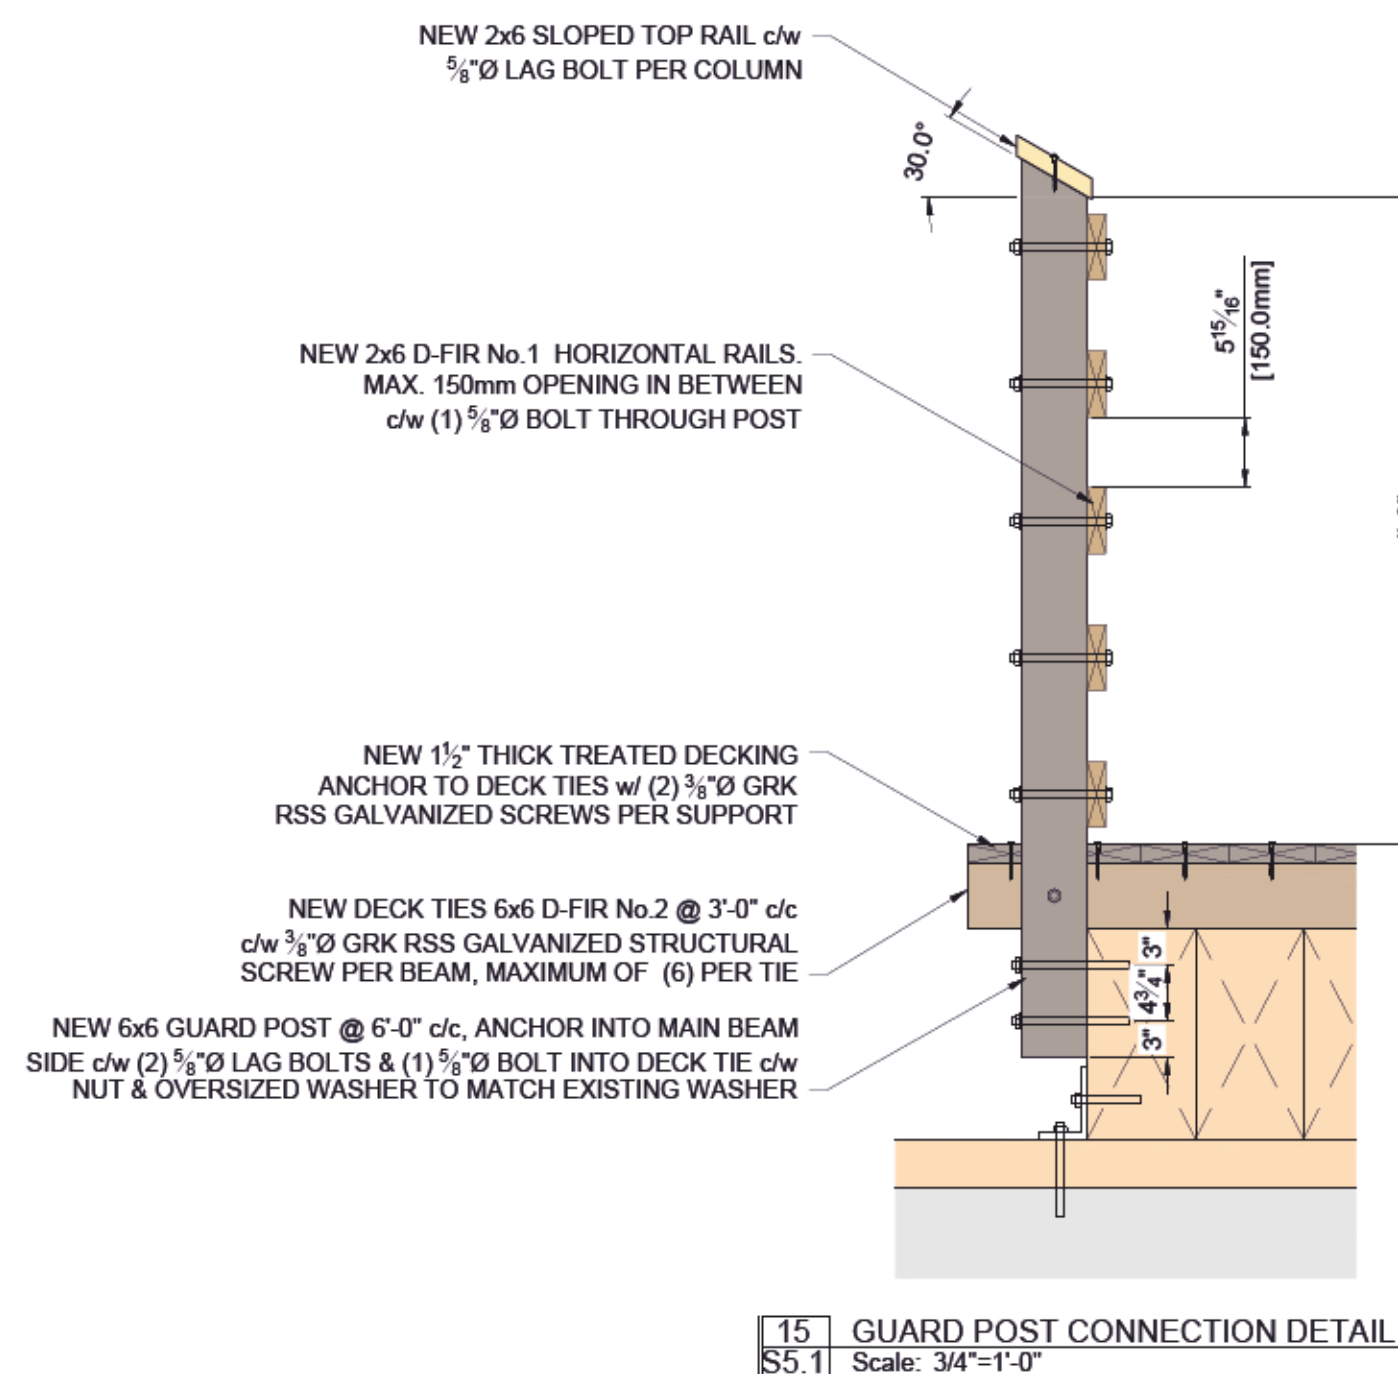 NEW 2x6 SLOPED TOP RAIL c/w
⅝"Ø LAG BOLT PER COLUMN
30.0°
5 15/16"
[150.0mm]
NEW 2x6 D-FIR No.1 HORIZONTAL RAILS.
MAX. 150mm OPENING IN BETWEEN
c/w (1) ⅝"Ø BOLT THROUGH POST
NEW 1½" THICK TREATED DECKING
ANCHOR TO DECK TIES w/ (2) ⅜"Ø GRK
RSS GALVANIZED SCREWS PER SUPPORT
NEW DECK TIES 6x6 D-FIR No.2 @ 3'-0" c/c
c/w ⅜"Ø GRK RSS GALVANIZED STRUCTURAL
SCREW PER BEAM, MAXIMUM OF (6) PER TIE
3"
4¾"
3"
NEW 6x6 GUARD POST @ 6'-0" c/c, ANCHOR INTO MAIN BEAM
SIDE c/w (2) ⅝"Ø LAG BOLTS & (1) ⅝"Ø BOLT INTO DECK TIE c/w
NUT & OVERSIZED WASHER TO MATCH EXISTING WASHER
15 GUARD POST CONNECTION DETAIL
S5.1 Scale: 3/4"=1'-0"